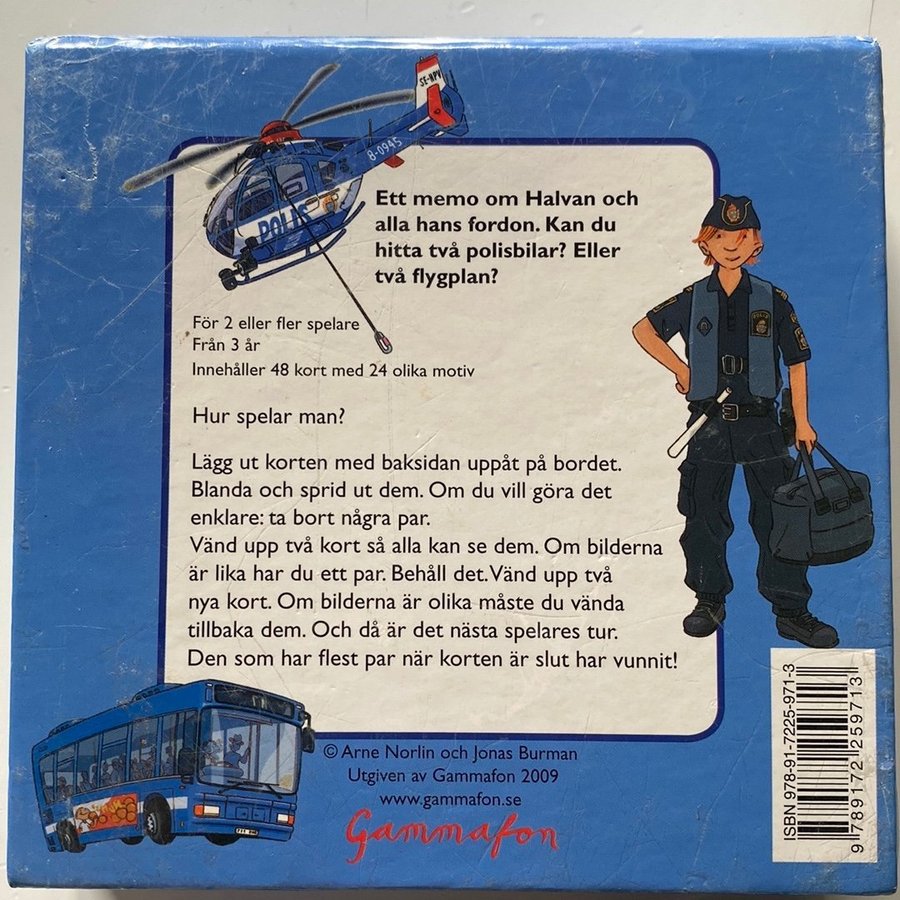 SE-HPV
8-0945
POLIS
Ett memo om Halvan och
alla hans fordon. Kan du
hitta två polisbilar? Eller
två flygplan?
För 2 eller fler spelare
Från 3 år
Innehåller 48 kort med 24 olika motiv
Hur spelar man?
Lägg ut korten med baksidan uppåt på bordet.
Blanda och sprid ut dem. Om du vill göra det
enklare: ta bort några par.
Vänd upp två kort så alla kan se dem. Om bilderna
är lika har du ett par. Behåll det. Vänd upp två
nya kort. Om bilderna är olika måste du vända
tillbaka dem. Och då är det nästa spelares tur.
Den som har flest par när korten är slut har vunnit!
POLIS
© Arne Norlin och Jonas Burman
Utgiven av Gammafon 2009
www.gammafon.se
Gammafon
ISBN 978-91-7225-971-3
9 789172 259713